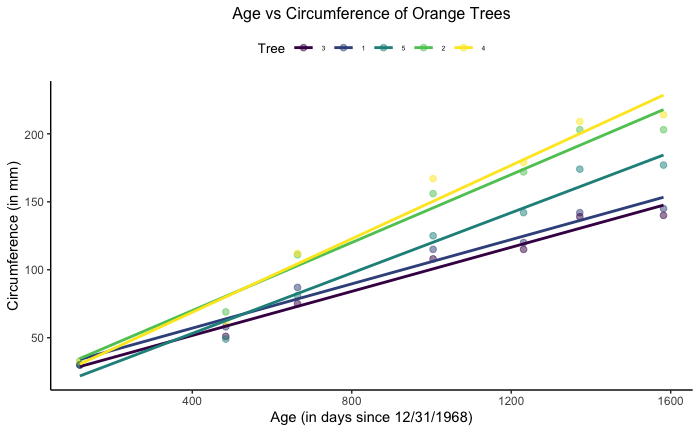 Age vs Circumference of Orange Trees
Tree 3 1 5 2 4
Circumference (in mm)
200
150
100
50
400 800 1200 1600
Age (in days since 12/31/1968)